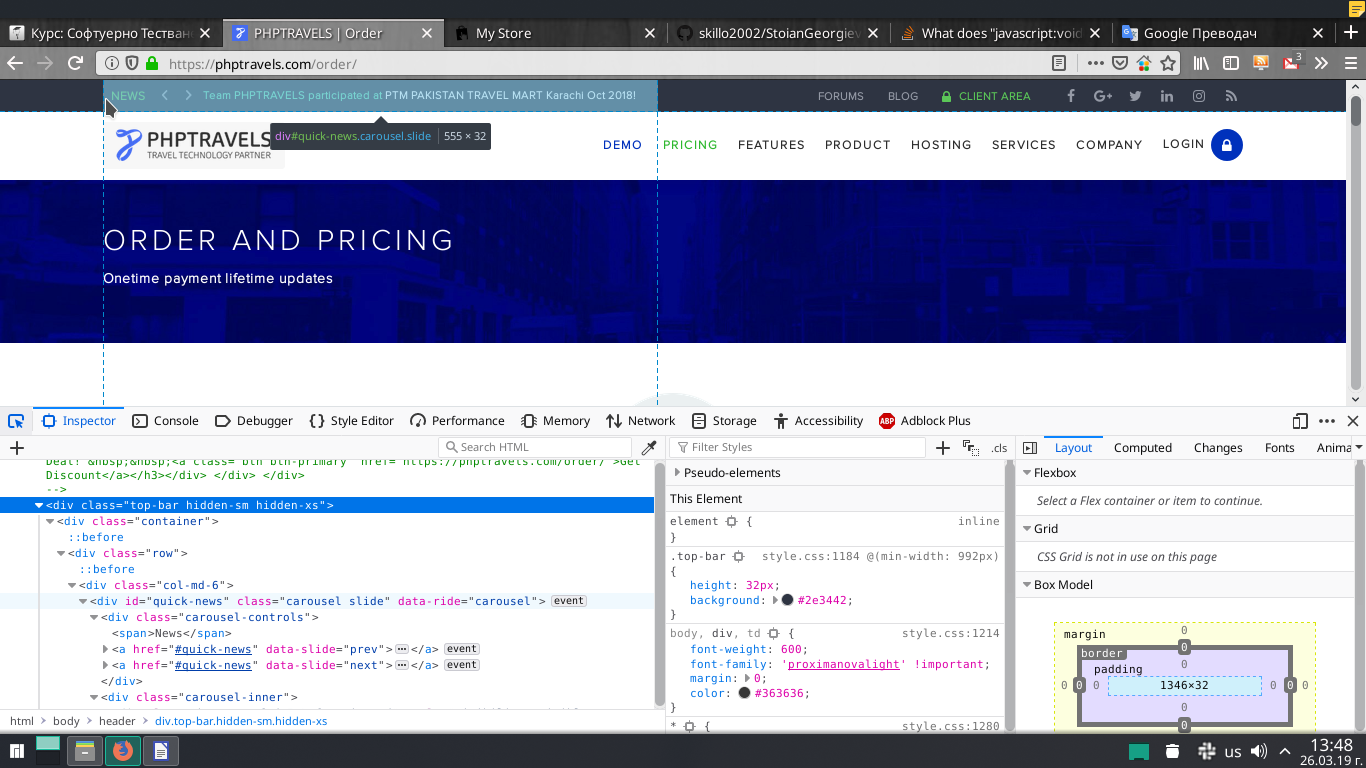 Курс: Софтуерно Тестван
PHPTRAVELS | Order
My Store
skillo2002/StoianGeorgiev
What does "javascript:void
Google Преводач
https://phptravels.com/order/
3
NEWS
Team PHPTRAVELS participated at PTM PAKISTAN TRAVEL MART Karachi Oct 2018!
FORUMS
BLOG
CLIENT AREA
div#quick-news.carousel.slide
555 × 32
PHPTRAVELS
TRAVEL TECHNOLOGY PARTNER
DEMO
PRICING
FEATURES
PRODUCT
HOSTING
SERVICES
COMPANY
LOGIN
ORDER AND PRICING
Onetime payment lifetime updates
Inspector
Console
Debugger
Style Editor
Performance
Memory
Network
Storage
Accessibility
ABP
Adblock Plus
Search HTML
Filter Styles
.cls
Layout
Computed
Changes
Fonts
Anima
Deal! &nbsp;&nbsp;<a class="btn btn-primary" href="https://phptravels.com/order/">Get
Discount</a></h3></div> </div> </div>
-->
<div class="top-bar hidden-sm hidden-xs">
<div class="container">
::before
<div class="row">
::before
<div class="col-md-6">
<div id="quick-news" class="carousel slide" data-ride="carousel"> event
<div class="carousel-controls">
<span>News</span>
<a href="#quick-news" data-slide="prev">⋯</a> event
<a href="#quick-news" data-slide="next">⋯</a> event
</div>
<div class="carousel-inner">
html
body
header
div.top-bar.hidden-sm.hidden-xs
Pseudo-elements
This Element
element { inline
}
.top-bar style.css:1184 @(min-width: 992px)
{
height: 32px;
background: #2e3442;
}
body, div, td { style.css:1214
font-weight: 600;
font-family: 'proximanovalight' !important;
margin: 0;
color: #363636;
}
* { style.css:1280
Flexbox
Select a Flex container or item to continue.
Grid
CSS Grid is not in use on this page
Box Model
margin
0
border
0
padding
0
0 0 0 1346×32 0 0 0
0
0
us
13:48
26.03.19 г.